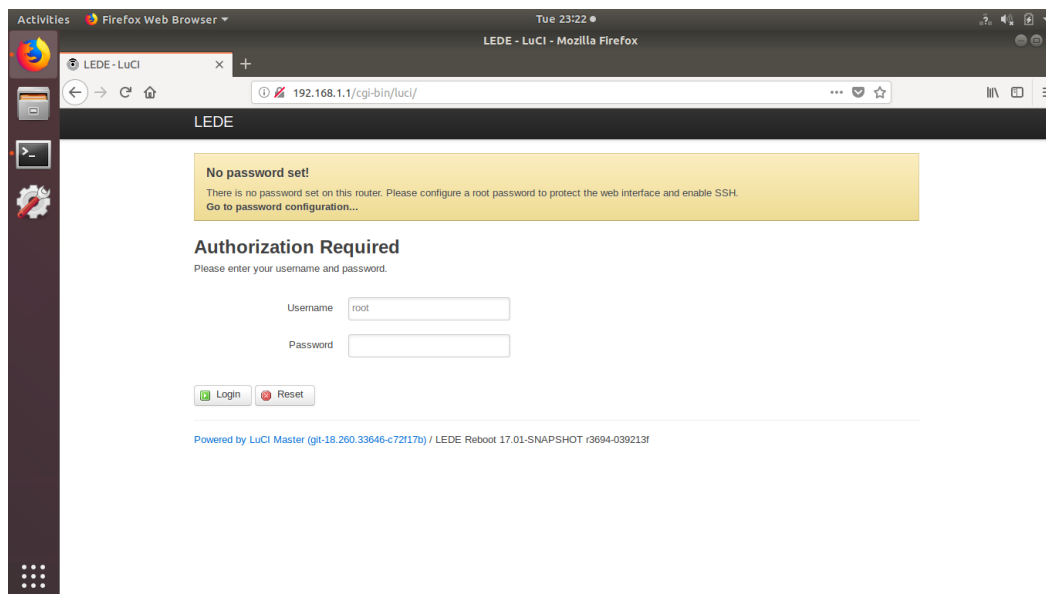 Activities Firefox Web Browser Tue 23:22
LEDE - LuCI - Mozilla Firefox
LEDE - LuCI
192.168.1.1/cgi-bin/luci/
LEDE
No password set!
There is no password set on this router. Please configure a root password to protect the web interface and enable SSH.
Go to password configuration...
Authorization Required
Please enter your username and password.
Username root
Password
Login Reset
Powered by LuCI Master (git-18.260.33646-c72f17b) / LEDE Reboot 17.01-SNAPSHOT r3694-039213f